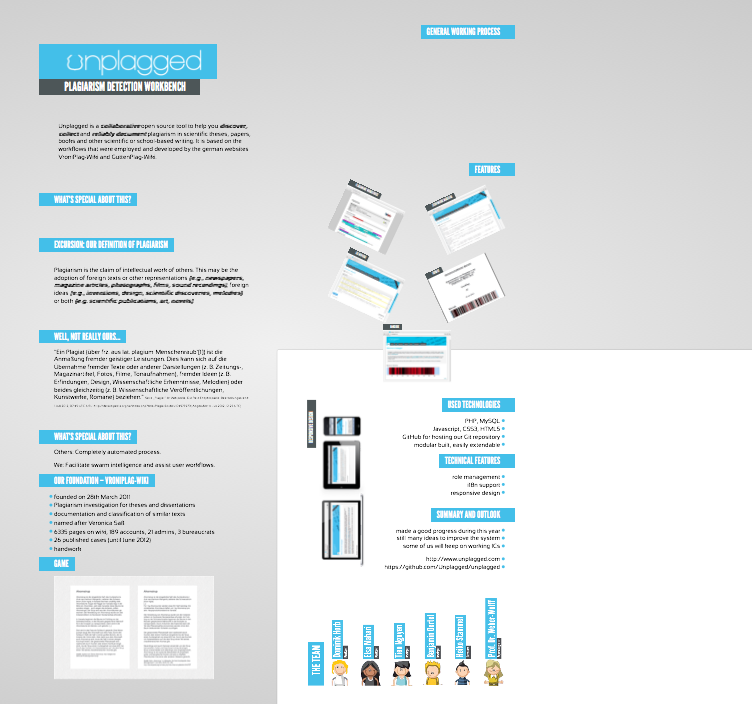 unplagged
PLAGIARISM DETECTION WORKBENCH
Unplagged is a collaborative open source tool to help you discover,
collect and reliably document plagiarism in scientific theses, papers,
books and other scientific or school-based writing. It is based on the
workflows that were employed and developed by the german websites
VroniPlag-Wiki and GuttenPlag-Wiki.
WHAT'S SPECIAL ABOUT THIS?
EXCURSION: OUR DEFINITION OF PLAGIARISM
Plagiarism is the claim of intellectual work of others. This may be the
adoption of foreign texts or other representations (e.g., newspapers,
magazine articles, photographs, films, sound recordings), foreign
ideas (e.g., inventions, design, scientific discoveries, melodies)
or both (e.g. scientific publications, art, novels)
WELL, NOT REALLY OURS...
"Ein Plagiat (über frz. aus lat. plagium Menschenraub'[1]) ist die
Anmaßung fremder geistiger Leistungen. Dies kann sich auf die
Übernahme fremder Texte oder anderer Darstellungen (z. B. Zeitungs-,
Magazinartikel, Fotos, Filme, Tonaufnahmen), fremder Ideen (z. B.
Erfindungen, Design, Wissenschaftliche Erkenntnisse, Melodien) oder
beides gleichzeitig (z. B. Wissenschaftliche Veröffentlichungen,
Kunstwerke, Romane) beziehen."
WHAT'S SPECIAL ABOUT THIS?
Others: Completely automated process.
We: Facilitate swarm intelligence and assist user workflows.
OUR FOUNDATION - VRONIPLAG-WIKI
founded on 28th March 2011
Plagiarism investigation for theses and dissertations
documentation and classification of similar texts
named after Veronica Saß
6335 pages on wiki, 189 accounts, 21 admins, 3 bureaucrats
26 published cases (until June 2012)
handwork
GAME
GENERAL WORKING PROCESS
FEATURES
RESPONSIVE DESIGN
USED TECHNOLOGIES
PHP, MySQL
Javascript, CSS3, HTML5
GitHub for hosting our Git repository
modular built, easily extendable
TECHNICAL FEATURES
role management
i18n support
responsive design
SUMMARY AND OUTLOOK
made a good progress during this year
still many ideas to improve the system
some of us will keep on working ICs
http://www.unplagged.com
https://github.com/Unplagged/unplagged
THE TEAM
Dominik Horb
Elsa Mahari
Tien Nguyen
Benjamin Oertel
Heiko Stammel
Prof. Dr. Weber-Wulff